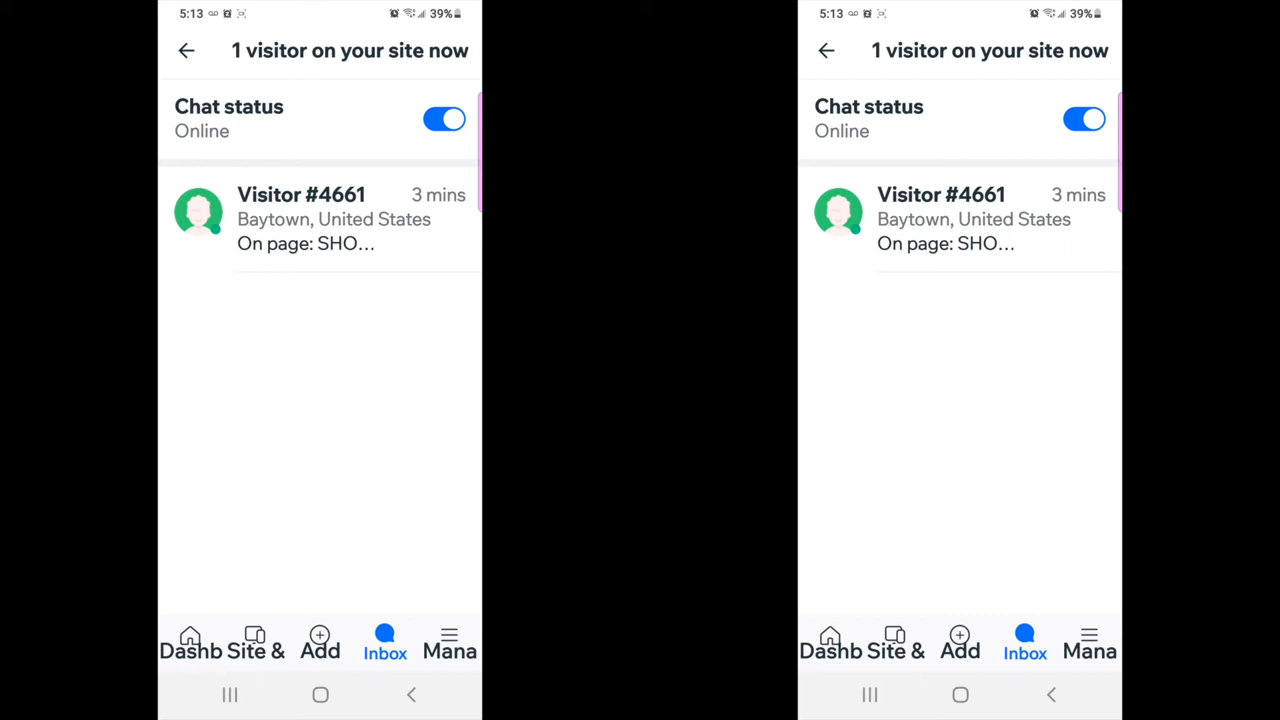 5:13 39%
1 visitor on your site now
Chat status
Online
Visitor #4661 3 mins
Baytown, United States
On page: SHO...
Dashb Site & Add Inbox Mana
5:13 39%
1 visitor on your site now
Chat status
Online
Visitor #4661 3 mins
Baytown, United States
On page: SHO...
Dashb Site & Add Inbox Mana